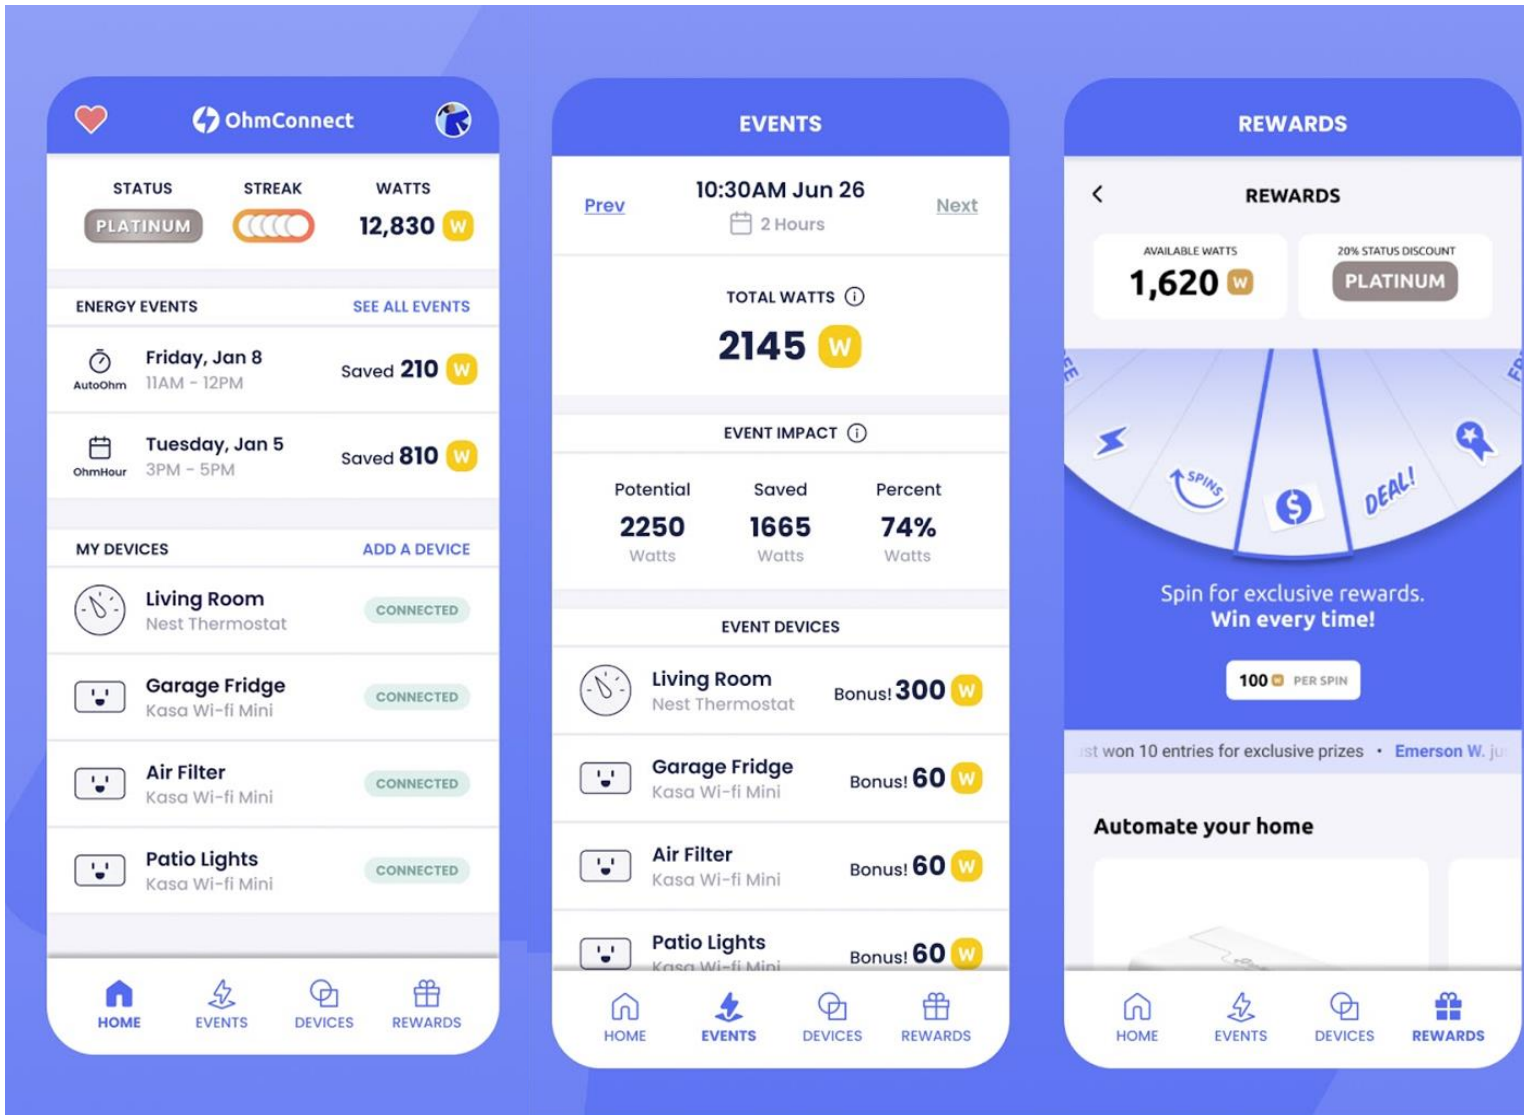 OhmConnect
STATUS STREAK WATTS
PLATINUM 12,830 W
ENERGY EVENTS SEE ALL EVENTS
Friday, Jan 8
AutoOhm 11AM - 12PM Saved 210 W
Tuesday, Jan 5
OhmHour 3PM - 5PM Saved 810 W
MY DEVICES ADD A DEVICE
Living Room
Nest Thermostat CONNECTED
Garage Fridge
Kasa Wi-fi Mini CONNECTED
Air Filter
Kasa Wi-fi Mini CONNECTED
Patio Lights
Kasa Wi-fi Mini CONNECTED
HOME EVENTS DEVICES REWARDS
EVENTS
Prev 10:30AM Jun 26 Next
2 Hours
TOTAL WATTS
2145 W
EVENT IMPACT
Potential Saved Percent
2250 1665 74%
Watts Watts Watts
EVENT DEVICES
Living Room
Nest Thermostat Bonus! 300 W
Garage Fridge
Kasa Wi-fi Mini Bonus! 60 W
Air Filter
Kasa Wi-fi Mini Bonus! 60 W
Patio Lights
Kasa Wi-fi Mini Bonus! 60 W
HOME EVENTS DEVICES REWARDS
REWARDS
< REWARDS
AVAILABLE WATTS 20% STATUS DISCOUNT
1,620 W PLATINUM
SPINS
$
DEAL!
Spin for exclusive rewards.
Win every time!
100 W PER SPIN
won 10 entries for exclusive prizes • Emerson W.
Automate your home
HOME EVENTS DEVICES REWARDS